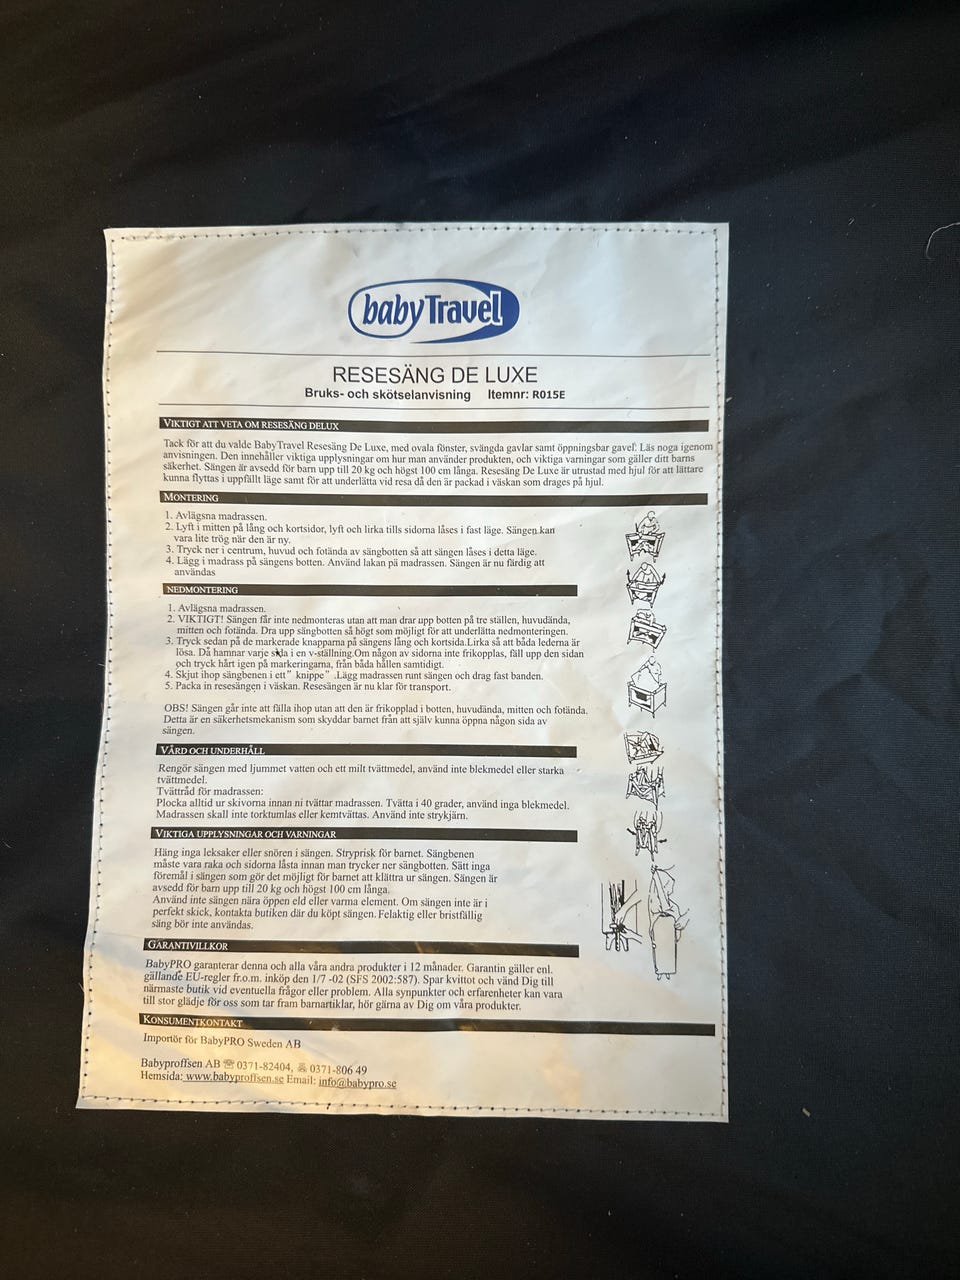 baby Travel
RESESÄNG DE LUXE
Bruks- och skötselanvisning Itemnr: R015E
VIKTIGT ATT VETA OM RESESÄNG DELUX
Tack för att du valde BabyTravel Resesäng De Luxe, med ovala fönster, svängda gavlar samt öppningsbar gavel. Läs noga igenom
anvisningen. Den innehåller viktiga upplysningar om hur man använder produkten, och viktiga varningar som gäller ditt barns
säkerhet. Sängen är avsedd för barn upp till 20 kg och högst 100 cm långa. Resesäng De Luxe är utrustad med hjul för att lättare
kunna flyttas i uppfällt läge samt för att underlätta vid resa då den är packad i väskan som drages på hjul.
MONTERING
1. Avlägsna madrassen.
2. Lyft i mitten på lång och kortsidor, lyft och lirka tills sidorna låses i fast läge. Sängen kan
vara lite trög när den är ny.
3. Tryck ner i centrum, huvud och fotända av sängbotten så att sängen låses i detta läge.
4. Lägg i madrass på sängens botten. Använd lakan på madrassen. Sängen är nu färdig att
användas
NEDMONTERING
1. Avlägsna madrassen.
2. VIKTIGT! Sängen får inte nedmonteras utan att man drar upp botten på tre ställen, huvudända,
mitten och fotända. Dra upp sängbotten så högt som möjligt för att underlätta nedmonteringen.
3. Tryck sedan på de markerade knapparna på sängens lång och kortsida.Lirka så att båda lederna är
lösa. Då hamnar varje sida i en v-ställning.Om någon av sidorna inte frikopplas, fäll upp den sidan
och tryck hårt igen på markeringarna, från båda hållen samtidigt.
4. Skjut ihop sängbenen i ett" knippe" .Lägg madrassen runt sängen och drag fast banden.
5. Packa in resesängen i väskan. Resesängen är nu klar för transport.
OBS! Sängen går inte att fälla ihop utan att den är frikopplad i botten, huvudända, mitten och fotända.
Detta är en säkerhetsmekanism som skyddar barnet från att själv kunna öppna någon sida av
sängen.
VÅRD OCH UNDERHÅLL
Rengör sängen med ljummet vatten och ett milt tvättmedel, använd inte blekmedel eller starka
tvättmedel.
Tvättråd för madrassen:
Plocka alltid ur skivorna innan ni tvättar madrassen. Tvätta i 40 grader, använd inga blekmedel.
Madrassen skall inte torktumlas eller kemtvättas. Använd inte strykjärn.
VIKTIGA UPPLYSNINGAR OCH VARNINGAR
Häng inga leksaker eller snören i sängen. Stryprisk för barnet. Sängbenen
måste vara raka och sidorna låsta innan man trycker ner sängbotten. Sätt inga
föremål i sängen som gör det möjligt för barnet att klättra ur sängen. Sängen är
avsedd för barn upp till 20 kg och högst 100 cm långa.
Använd inte sängen nära öppen eld eller varma element. Om sängen inte är i
perfekt skick, kontakta butiken där du köpt sängen. Felaktig eller bristfällig
säng bör inte användas.
GARANTIVILLKOR
BabyPRO garanterar denna och alla våra andra produkter i 12 månader. Garantin gäller enl.
gällande EU-regler fr.o.m. inköp den 1/7 -02 (SFS 2002:587). Spar kvittot och vänd Dig till
närmaste butik vid eventuella frågor eller problem. Alla synpunkter och erfarenheter kan vara
till stor glädje för oss som tar fram barnartiklar, hör gärna av Dig om våra produkter.
KONSUMENTKONTAKT
Importör för BabyPRO Sweden AB
Babyproffsen AB ☎ 0371-82404, 0371-806 49
Hemsida: www.babyproffsen.se Email: info@babypro.se